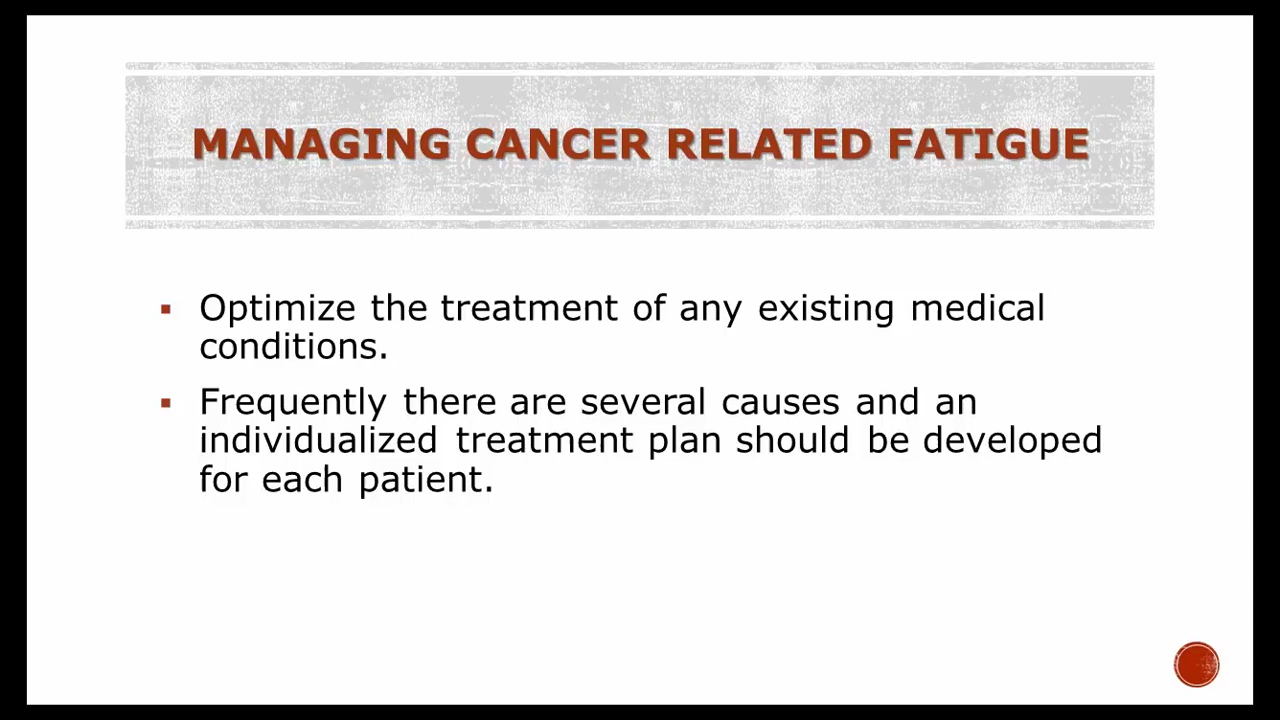 MANAGING CANCER RELATED FATIGUE
▪ Optimize the treatment of any existing medical
conditions.
▪ Frequently there are several causes and an
individualized treatment plan should be developed
for each patient.